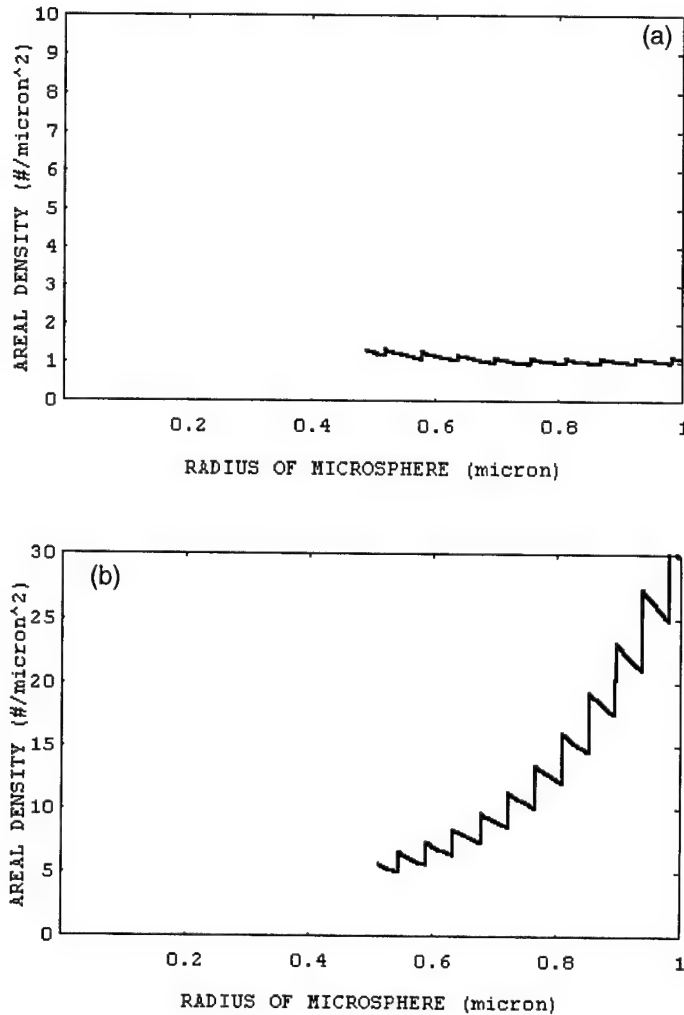 (a)
AREAL DENSITY (#/micron^2)
10
9
8
7
6
5
4
3
2
1
0
0.2 0.4 0.6 0.8 1
RADIUS OF MICROSPHERE (micron)
(b)
AREAL DENSITY (#/micron^2)
30
25
20
15
10
5
0
0.2 0.4 0.6 0.8 1
RADIUS OF MICROSPHERE (micron)